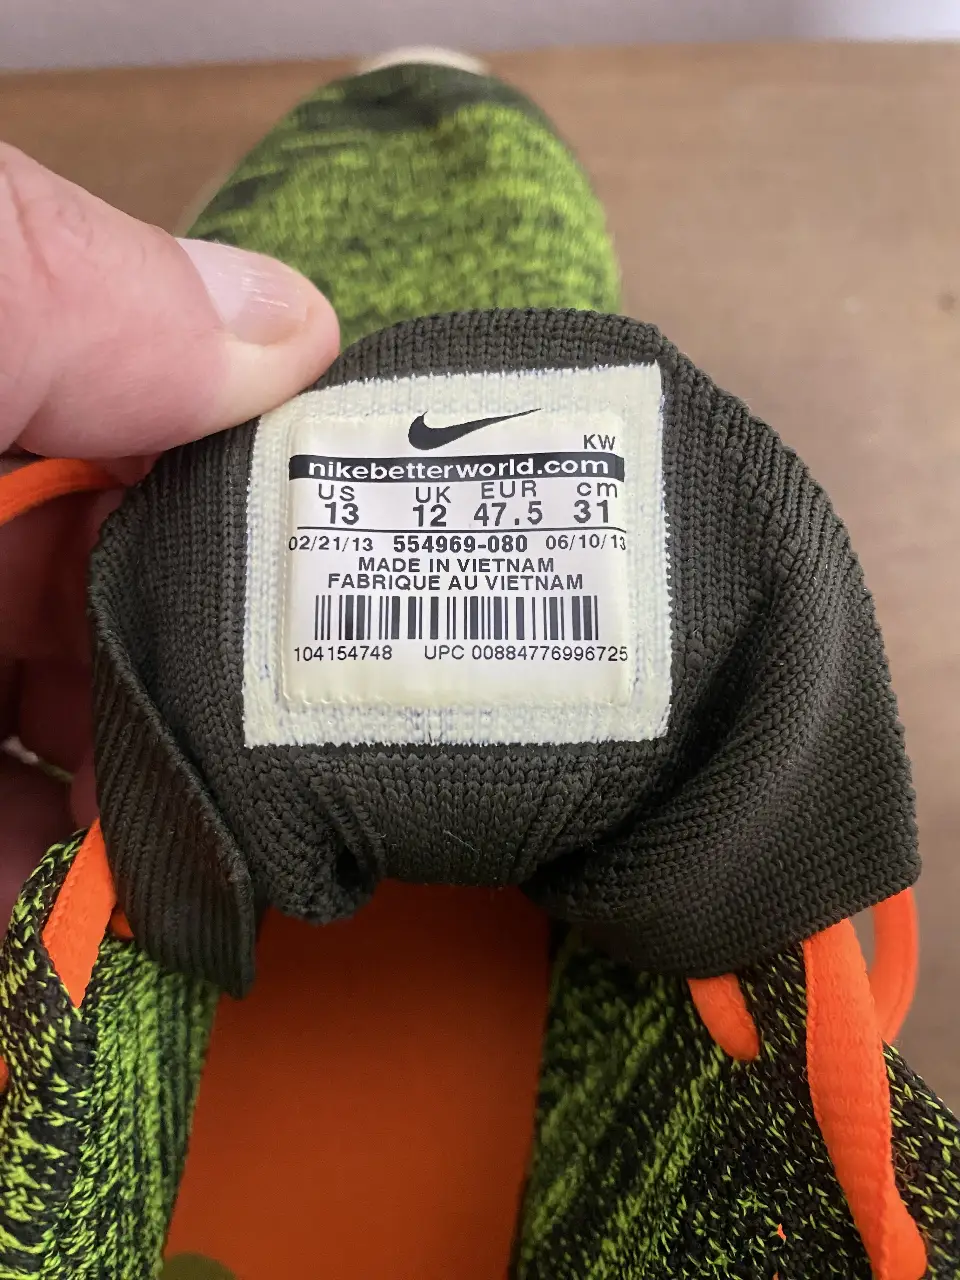 KW
nikebetterworld.com
US UK EUR cm
13 12 47.5 31
02/21/13 554969-080 06/10/13
MADE IN VIETNAM
FABRIQUE AU VIETNAM
104154748 UPC 00884776996725